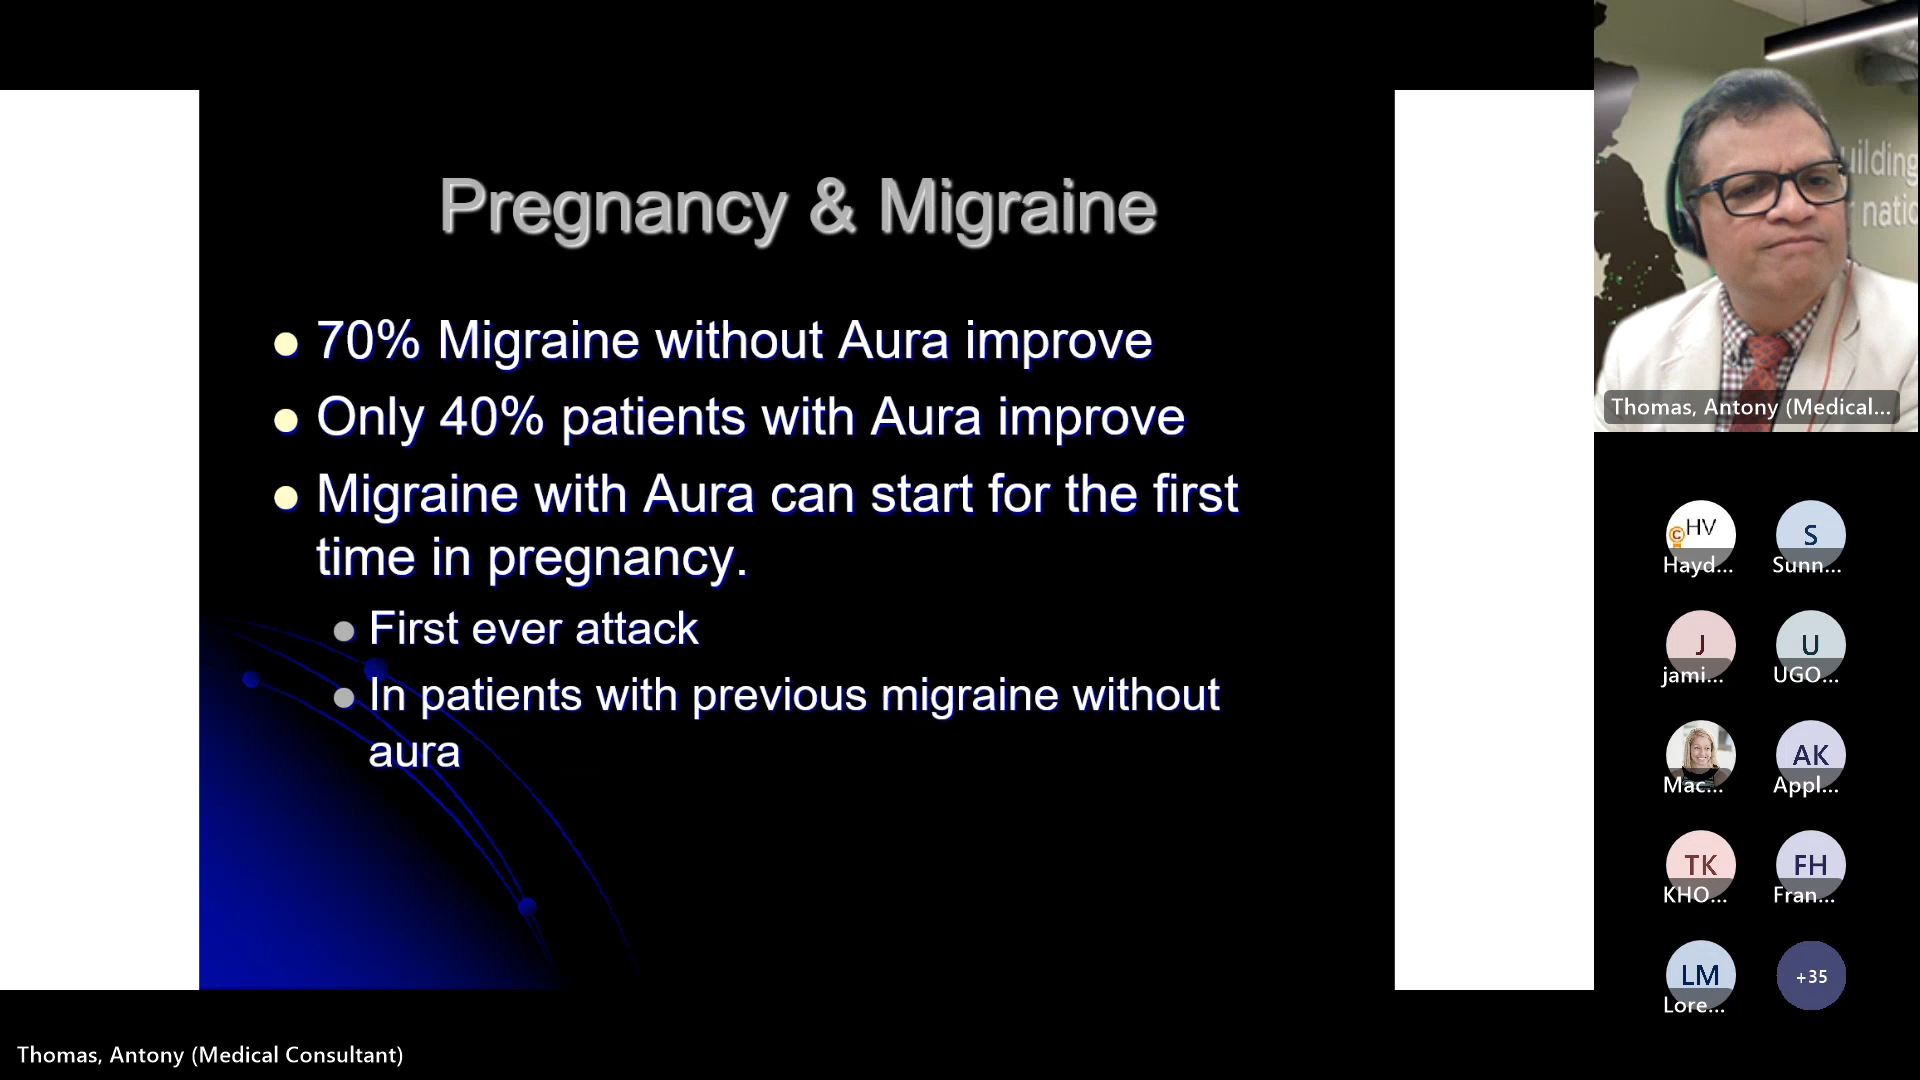 Pregnancy & Migraine
70% Migraine without Aura improve
Only 40% patients with Aura improve
Migraine with Aura can start for the first
time in pregnancy.
First ever attack
In patients with previous migraine without
aura
uilding
natio
Thomas, Antony (Medical...
HV
Hayd...
S
Sunn...
J
jami...
U
UGO...
Mac...
AK
Appl...
TK
KHO...
FH
Fran...
LM
Lore...
+35
Thomas, Antony (Medical Consultant)